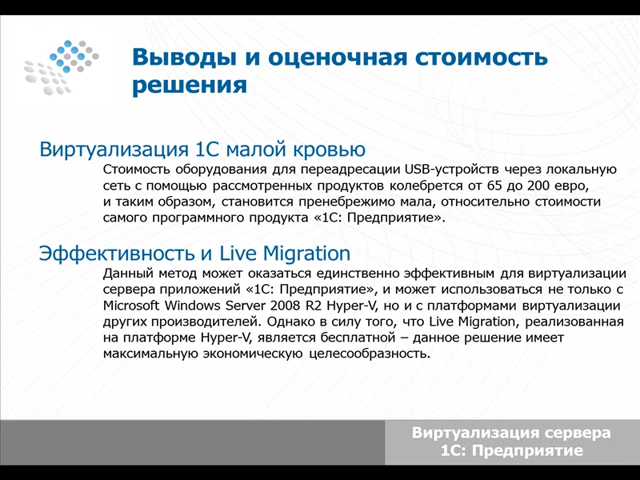 Выводы и оценочная стоимость
решения
Виртуализация 1С малой кровью
Стоимость оборудования для переадресации USB-устройств через локальную
сеть с помощью рассмотренных продуктов колебрется от 65 до 200 евро,
и таким образом, становится пренебрежимо мала, относительно стоимости
самого программного продукта «1С: Предприятие».
Эффективность и Live Migration
Данный метод может оказаться единственно эффективным для виртуализации
сервера приложений «1С: Предприятие», и может использоваться не только с
Microsoft Windows Server 2008 R2 Hyper-V, но и с платформами виртуализации
других производителей. Однако в силу того, что Live Migration, реализованная
на платформе Hyper-V, является бесплатной – данное решение имеет
максимальную экономическую целесообразность.
Виртуализация сервера
1С: Предприятие